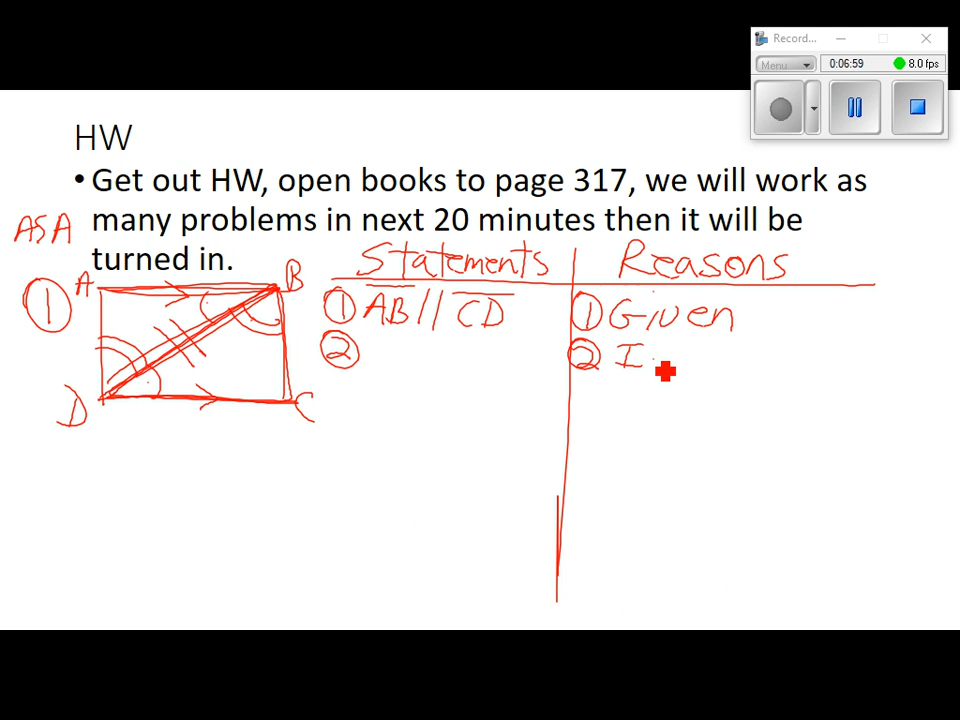 Record...
Menu
0:06:59
8.0 fps
HW
• Get out HW, open books to page 317, we will work as
many problems in next 20 minutes then it will be
turned in.
ASA
Statements Reasons
1 A B
D C
1 AB // CD 1 Given
2 2 I